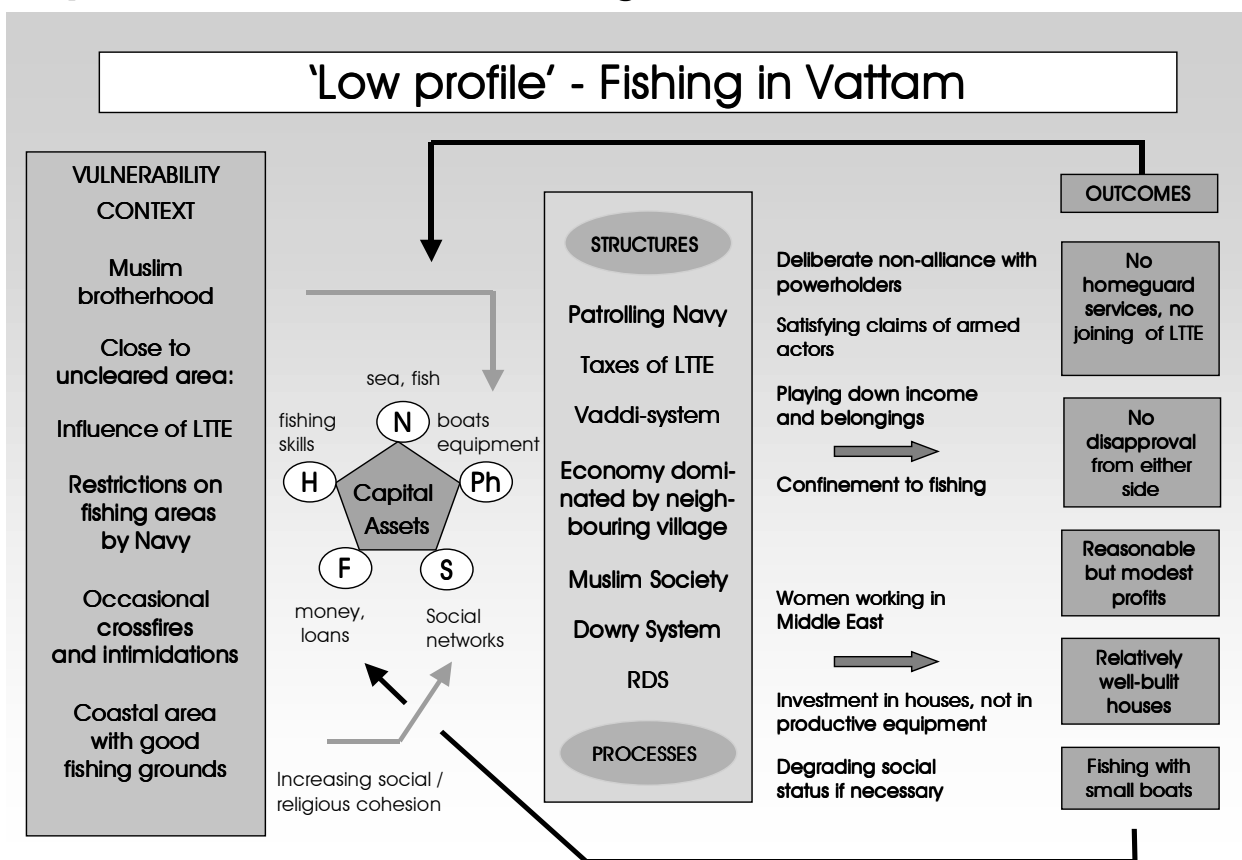 ‘Low profile’ - Fishing in Vattam
VULNERABILITY
CONTEXT
Muslim
brotherhood
Close to
uncleared area:
Influence of LTTE
Restrictions on
fishing areas
by Navy
Occasional
crossfires
and intimidations
Coastal area
with good
fishing grounds
sea, fish
fishing
skills
N
boats
equipment
H
Ph
Capital
Assets
F
S
money,
loans
Social
networks
Increasing social /
religious cohesion
STRUCTURES
Patrolling Navy
Taxes of LTTE
Vaddi-system
Economy domi-
nated by neigh-
bouring village
Muslim Society
Dowry System
RDS
PROCESSES
Deliberate non-alliance with
powerholders
Satisfying claims of armed
actors
Playing down income
and belongings
Confinement to fishing
Women working in
Middle East
Investment in houses, not in
productive equipment
Degrading social
status if necessary
OUTCOMES
No
homeguard
services, no
joining of LTTE
No
disapproval
from either
side
Reasonable
but modest
profits
Relatively
well-bulit
houses
Fishing with
small boats